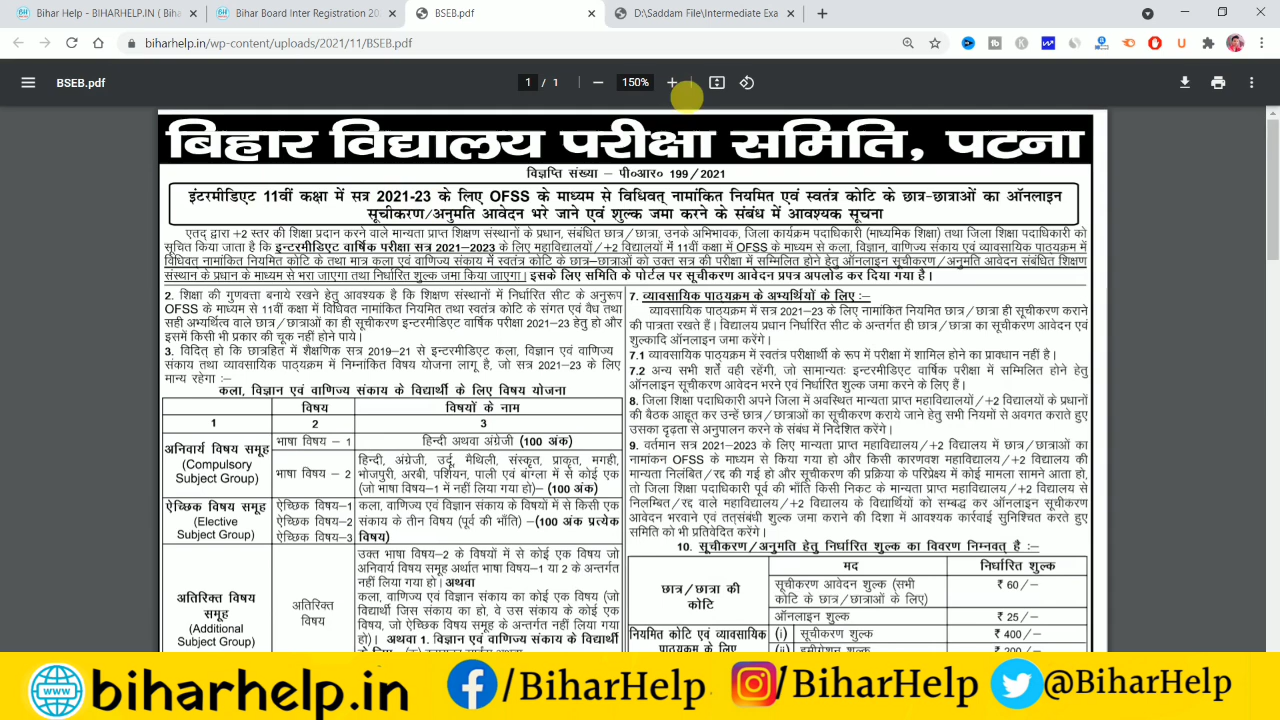 Bihar Help - BIHARHELP.IN ( Bih
Bihar Board Inter Registration 202
BSEB.pdf
D:\Saddam File\Intermediate Exa
biharhelp.in/wp-content/uploads/2021/11/BSEB.pdf
BSEB.pdf
1 / 1
150%
बिहार विद्यालय परीक्षा समिति, पटना
विज्ञप्ति संख्या – पी०आर० 199/2021
इंटरमीडिएट 11वीं कक्षा में सत्र 2021-23 के लिए OFSS के माध्यम से विधिवत् नामांकित नियमित एवं स्वतंत्र कोटि के छात्र-छात्राओं का ऑनलाइन
सूचीकरण/अनुमति आवेदन भरे जाने एवं शुल्क जमा करने के संबंध में आवश्यक सूचना
एतद् द्वारा +2 स्तर की शिक्षा प्रदान करने वाले मान्यता प्राप्त शिक्षण संस्थानों के प्रधान, संबंधित छात्र/छात्रा, उनके अभिभावक, जिला कार्यक्रम पदाधिकारी (माध्यमिक शिक्षा) तथा जिला शिक्षा पदाधिकारी को
सूचित किया जाता है कि इन्टरमीडिएट वार्षिक परीक्षा सत्र 2021–2023 के लिए महाविद्यालयों/+2 विद्यालयों में 11वीं कक्षा में OFSS के माध्यम से कला, विज्ञान, वाणिज्य संकाय एवं व्यावसायिक पाठ्यक्रम में
विधिवत नामांकित नियमित कोटि के तथा मात्र कला एवं वाणिज्य संकाय में स्वतंत्र कोटि के छात्र-छात्राओं को उक्त सत्र की परीक्षा में सम्मिलित होने हेतु ऑनलाइन सूचीकरण/अनुमति आवेदन संबंधित शिक्षण
संस्थान के प्रधान के माध्यम से भरा जाएगा तथा निर्धारित शुल्क जमा किया जाएगा। इसके लिए समिति के पोर्टल पर सूचीकरण आवेदन प्रपत्र अपलोड कर दिया गया है।
2. शिक्षा की गुणवत्ता बनाये रखने हेतु आवश्यक है कि शिक्षण संस्थानों में निर्धारित सीट के अनुरूप
OFSS के माध्यम से 11वीं कक्षा में विधिवत नामांकित नियमित तथा स्वतंत्र कोटि के संगत एवं वैध तथा
सही अभ्यर्थित्व वाले छात्र/छात्राओं का ही सूचीकरण इन्टरमीडिएट वार्षिक परीक्षा 2021-23 हेतु हो और
इसमें किसी भी प्रकार की चूक नहीं होने पाये।
3. विदित् हो कि छात्रहित में शैक्षणिक सत्र 2019-21 से इन्टरमीडिएट कला, विज्ञान एवं वाणिज्य
संकाय तथा व्यावसायिक पाठ्यक्रम में निम्नांकित विषय योजना लागू है, जो सत्र 2021-23 के लिए
मान्य रहेगा :–
कला, विज्ञान एवं वाणिज्य संकाय के विद्यार्थी के लिए विषय योजना
विषय
विषयों के नाम
1
2
3
अनिवार्य विषय समूह
(Compulsory
Subject Group)
भाषा विषय – 1
हिन्दी अथवा अंग्रेजी (100 अंक)
भाषा विषय – 2
हिन्दी, अंग्रेजी, उर्दू, मैथिली, संस्कृत, प्राकृत, मगही,
भोजपुरी, अरबी, पर्शियन, पाली एवं बांग्ला में से कोई एक
(जो भाषा विषय-1 में नहीं लिया गया हो)– (100 अंक)
ऐच्छिक विषय समूह
(Elective
Subject Group)
ऐच्छिक विषय–1
ऐच्छिक विषय–2
ऐच्छिक विषय–3
कला, वाणिज्य एवं विज्ञान संकाय के विषयों में से किसी एक
संकाय के तीन विषय (पूर्व की भाँति) –(100 अंक प्रत्येक
विषय)
अतिरिक्त विषय
समूह
(Additional
Subject Group)
अतिरिक्त
विषय
उक्त भाषा विषय–2 के विषयों में से कोई एक विषय जो
अनिवार्य विषय समूह अर्थात भाषा विषय-1 या 2 के अन्तर्गत
नहीं लिया गया हो। अथवा
कला, वाणिज्य एवं विज्ञान संकाय का कोई एक विषय (जो
विद्यार्थी जिस संकाय का हो, वे उस संकाय के कोई एक
विषय, जो ऐच्छिक विषय समूह के अन्तर्गत नहीं लिया गया
हो)। अथवा 1. विज्ञान एवं वाणिज्य संकाय के विद्यार्थी
7. व्यावसायिक पाठ्यक्रम के अभ्यर्थियों के लिए :–
व्यावसायिक पाठ्यक्रम में सत्र 2021-23 के लिए नामांकित नियमित छात्र/छात्रा ही सूचीकरण कराने
की पात्रता रखते हैं। विद्यालय प्रधान निर्धारित सीट के अन्तर्गत ही छात्र/छात्रा का सूचीकरण आवेदन एवं
शुल्कादि ऑनलाइन जमा करेंगे।
7.1 व्यावसायिक पाठ्यक्रम में स्वतंत्र परीक्षार्थी के रूप में परीक्षा में शामिल होने का प्रावधान नहीं है।
7.2 अन्य सभी शर्तें वही रहेंगी, जो सामान्यतः इन्टरमीडिएट वार्षिक परीक्षा में सम्मिलित होने हेतु
ऑनलाइन सूचीकरण आवेदन भरने एवं निर्धारित शुल्क जमा करने के लिए हैं।
8. जिला शिक्षा पदाधिकारी अपने जिला में अवस्थित मान्यता प्राप्त महाविद्यालयों/+2 विद्यालयों के प्रधानों
की बैठक आहूत कर उन्हें छात्र/छात्राओं का सूचीकरण कराये जाने हेतु सभी नियमों से अवगत कराते हुए
उसका दृढ़ता से अनुपालन करने के संबंध में निदेशित करेंगे।
9. वर्तमान सत्र 2021-2023 के लिए मान्यता प्राप्त महाविद्यालय/+2 विद्यालय में छात्र/छात्राओं का
नामांकन OFSS के माध्यम से किया गया हो और किसी कारणवश महाविद्यालय/+2 विद्यालय की
मान्यता निलंबित/रद्द की गई हो और सूचीकरण की प्रक्रिया के परिप्रेक्ष्य में कोई मामला सामने आता हो,
तो जिला शिक्षा पदाधिकारी पूर्व की भाँति किसी निकट के मान्यता प्राप्त महाविद्यालय/+2 विद्यालय से
निलम्बित/रद्द वाले महाविद्यालय/+2 विद्यालय के विद्यार्थियों को सम्बद्ध कर ऑनलाइन सूचीकरण
आवेदन भरवाने एवं तत्संबंधी शुल्क जमा कराने की दिशा में आवश्यक कार्रवाई सुनिश्चित करते हुए
समिति को भी प्रतिवेदित करेंगे।
10. सूचीकरण/अनुमति हेतु निर्धारित शुल्क का विवरण निम्नवत् है :–
छात्र/छात्रा की
कोटि
मद
निर्धारित शुल्क
सूचीकरण आवेदन शुल्क (सभी
कोटि के छात्र/छात्राओं के लिए)
₹ 60/–
ऑनलाइन शुल्क
₹ 25/–
नियमित कोटि एवं व्यावसायिक
(i) सूचीकरण शुल्क
₹ 400/–
biharhelp.in
/BiharHelp
/BiharHelp
@BiharHelp